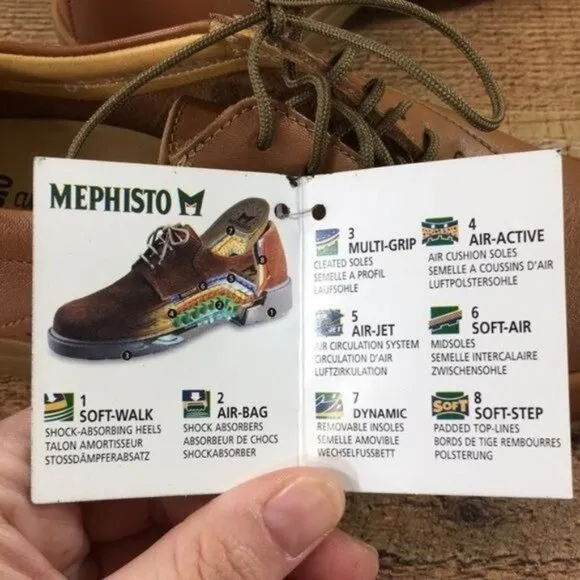 MEPHISTO
1
SOFT-WALK
SHOCK-ABSORBING HEELS
TALON AMORTISSEUR
STOSSDÄMPFERABSATZ
2
AIR-BAG
SHOCK ABSORBERS
ABSORBEUR DE CHOCS
SHOCKABSORBER
3
MULTI-GRIP
CLEATED SOLES
SEMELLE A PROFIL
LAUFSOHLE
4
AIR-ACTIVE
AIR CUSHION SOLES
SEMELLE A COUSSINS D'AIR
LUFTPOLSTERSOHLE
5
AIR-JET
AIR CIRCULATION SYSTEM
CIRCULATION D'AIR
LUFTZIRKULATION
6
SOFT-AIR
MIDSOLES
SEMELLE INTERCALAIRE
ZWISCHENSOHLE
7
DYNAMIC
REMOVABLE INSOLES
SEMELLE AMOVIBLE
WECHSELFUSSBETT
SOFT
8
SOFT-STEP
PADDED TOP-LINES
BORDS DE TIGE REMBOURRES
POLSTERUNG